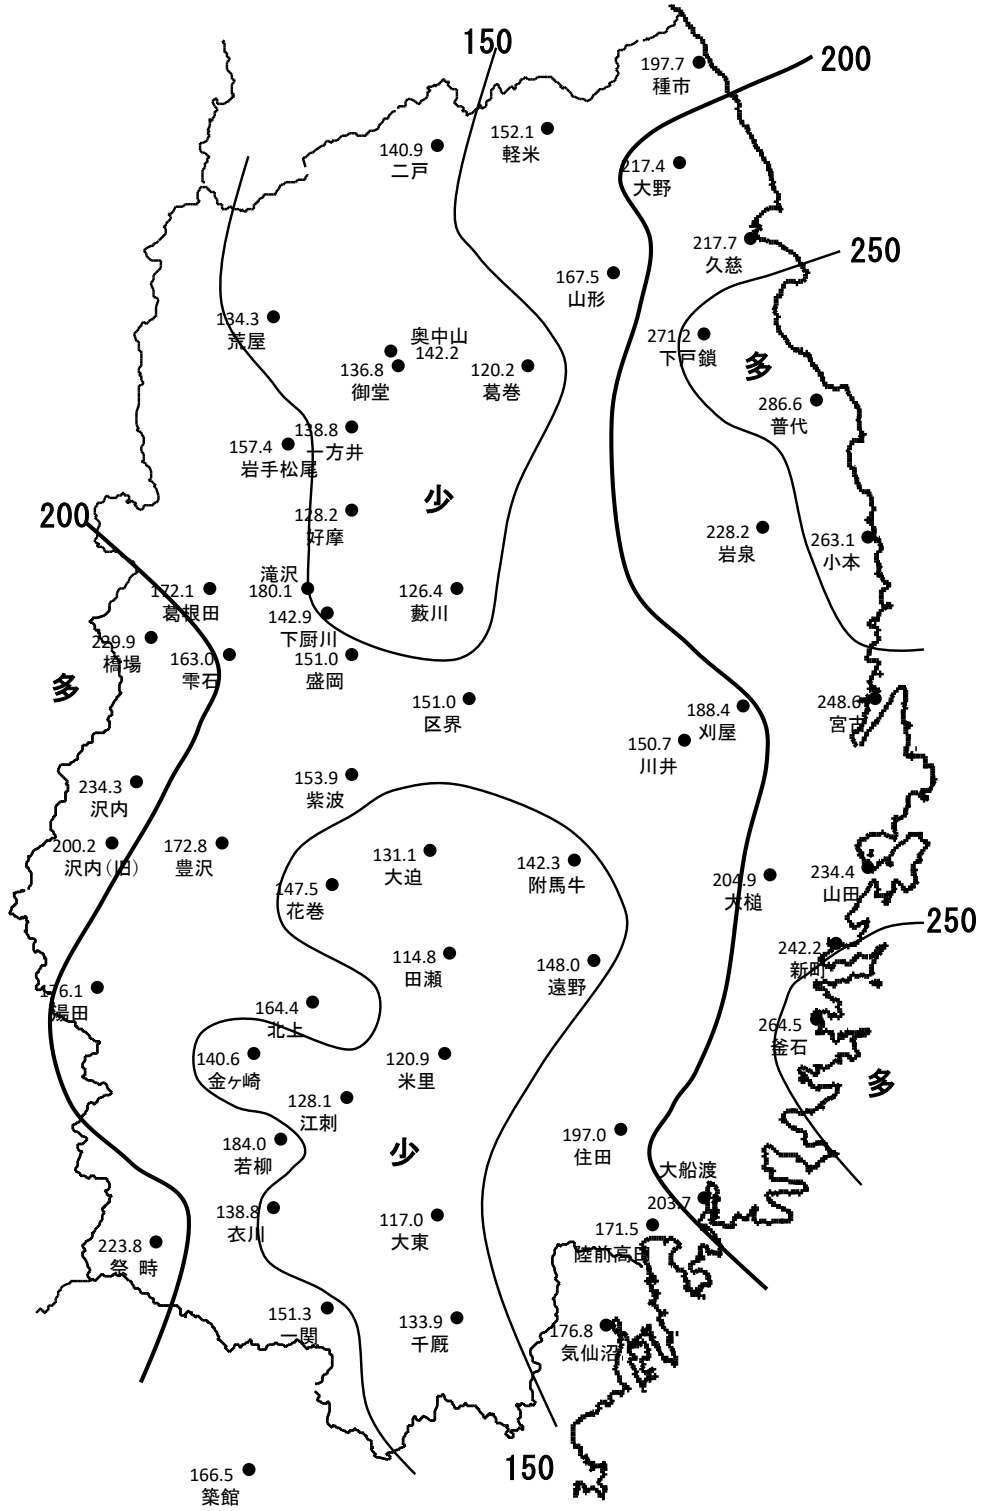 150
200
197.7
種市
152.1
軽米
140.9
二戸
217.4
大野
217.7
久慈
250
167.5
山形
134.3
荒屋
奥中山
142.2
136.8
御堂
120.2
葛巻
271.2
下戸鎖
多
286.6
普代
138.8
一方井
157.4
岩手松尾
少
200
128.2
好摩
228.2
岩泉
263.1
小本
滝沢
180.1
172.1
葛根田
126.4
藪川
142.9
下厨川
229.9
橋場
163.0
雫石
151.0
盛岡
多
151.0
区界
188.4
刈屋
248.6
宮古
150.7
川井
153.9
紫波
234.3
沢内
200.2
沢内(旧)
172.8
豊沢
131.1
大迫
142.3
附馬牛
147.5
花巻
204.9
大槌
234.4
山田
250
242.2
新町
114.8
田瀬
148.0
遠野
176.1
湯田
164.4
北上
264.5
釜石
140.6
金ヶ崎
120.9
米里
多
128.1
江刺
184.0
若柳
少
197.0
住田
大船渡
203.7
138.8
衣川
117.0
大東
171.5
陸前高田
223.8
祭 畤
151.3
一関
133.9
千厩
176.8
気仙沼
150
166.5
築館